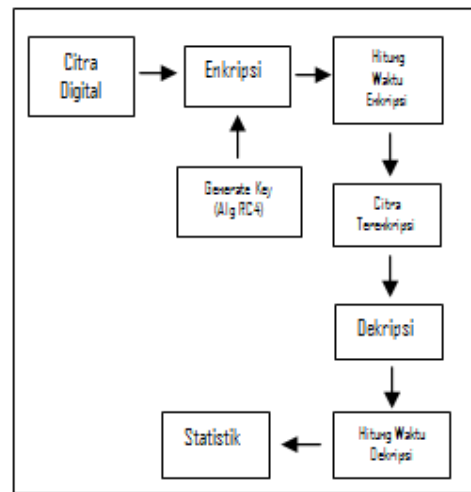 Citra
Digital
Enkripsi
Hitung
Waktu
Enkripsi
Generate Key
(Alg RC4)
Citra
Terenkripsi
Dekripsi
Hitung Waktu
Dekripsi
Statistik